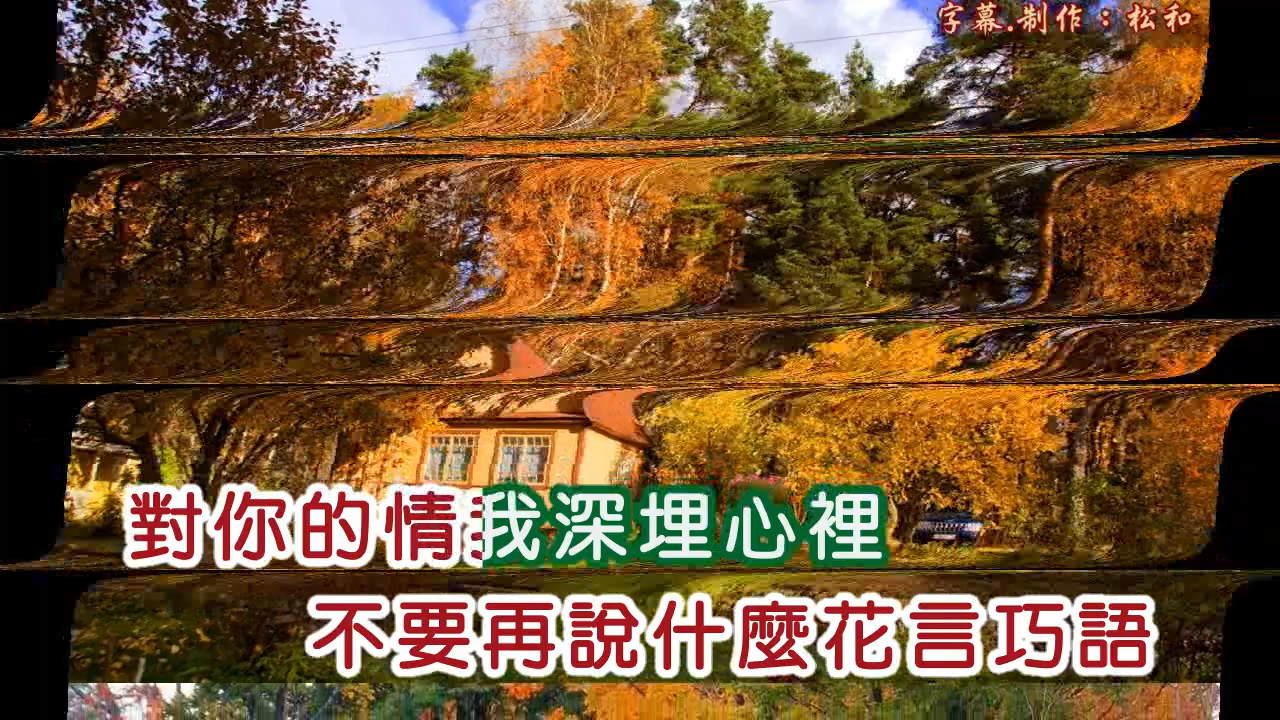 字幕.制作：松和
對你的情我深埋心裡
不要再說什麼花言巧語